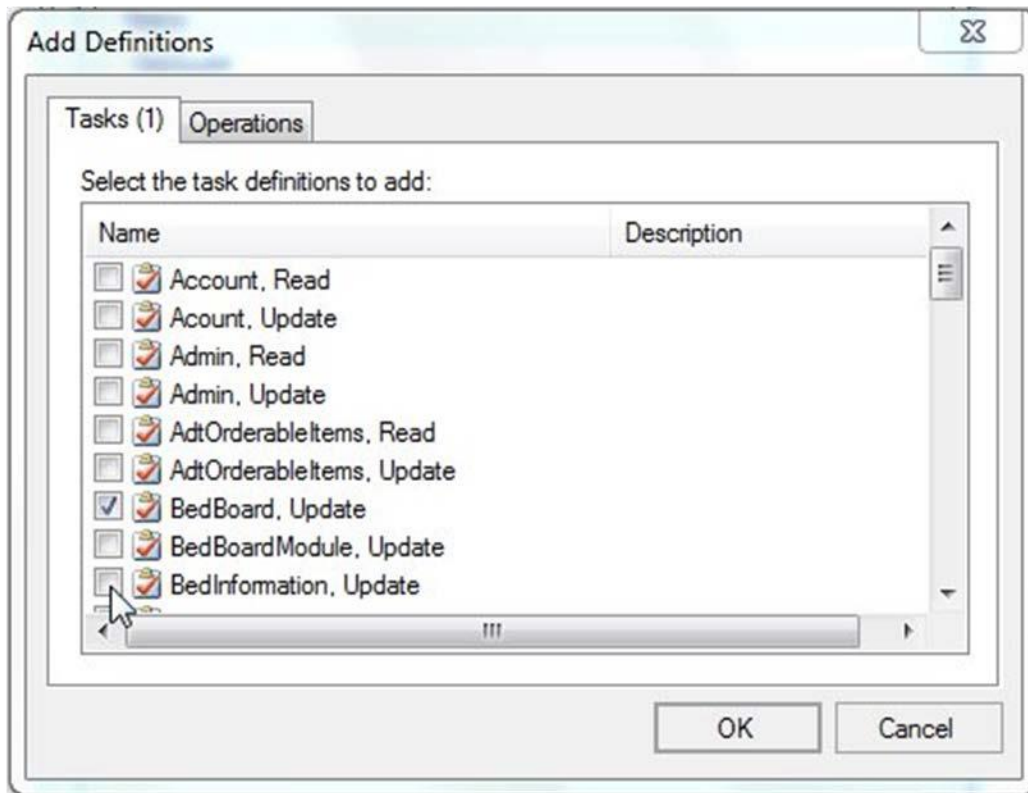 Add Definitions
Tasks (1) Operations
Select the task definitions to add:
Name Description
Account, Read
Acount, Update
Admin, Read
Admin, Update
AdtOrderableItems, Read
AdtOrderableItems, Update
BedBoard, Update
BedBoardModule, Update
BedInformation, Update
OK Cancel